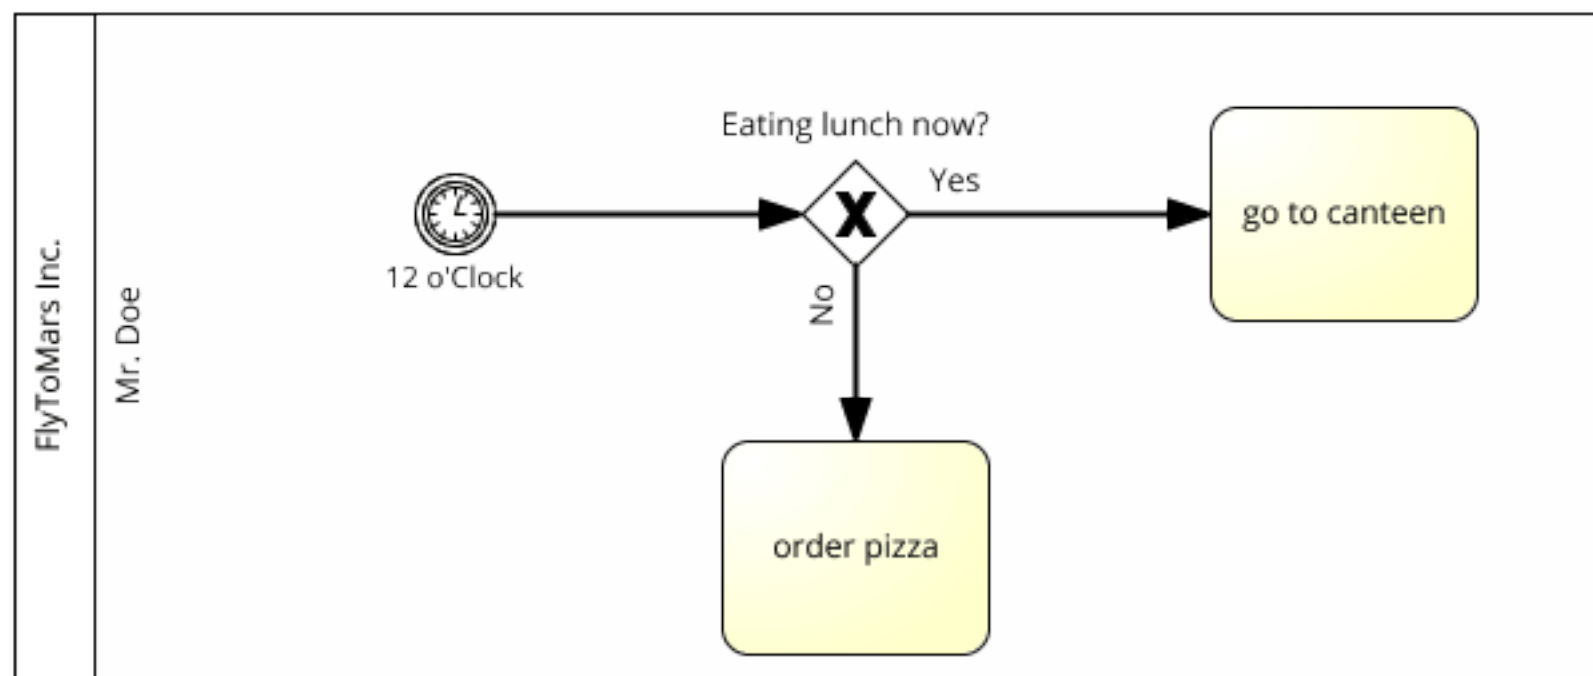 FlyToMars Inc.
Mr. Doe
12 o'Clock
Eating lunch now?
Yes
No
go to canteen
order pizza